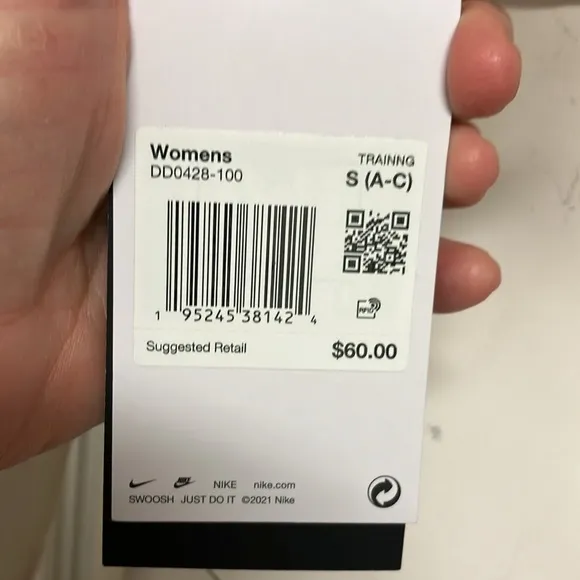 Womens
TRAINNG
DD0428-100
S (A-C)
1 95245 38142 4
RFID
Suggested Retail
$60.00
NIKE nike.com
SWOOSH JUST DO IT ©2021 Nike